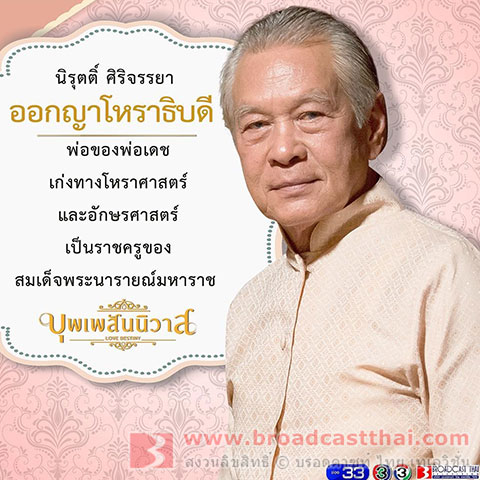 นิรุตติ์ ศิริจรรยา
ออกญาโหราธิบดี
พ่อของพ่อเดช
เก่งทางโหราศาสตร์
และอักษรศาสตร์
เป็นราชครูของ
สมเด็จพระนารายณ์มหาราช
บุพเพสันนิวาส
LOVE DESTINY
www.broadcastthai.com
สงวนลิขสิทธิ์ © บรอดคาซท์ ไทย เทเลวิชั่น
33
3
BROADCAST THAI